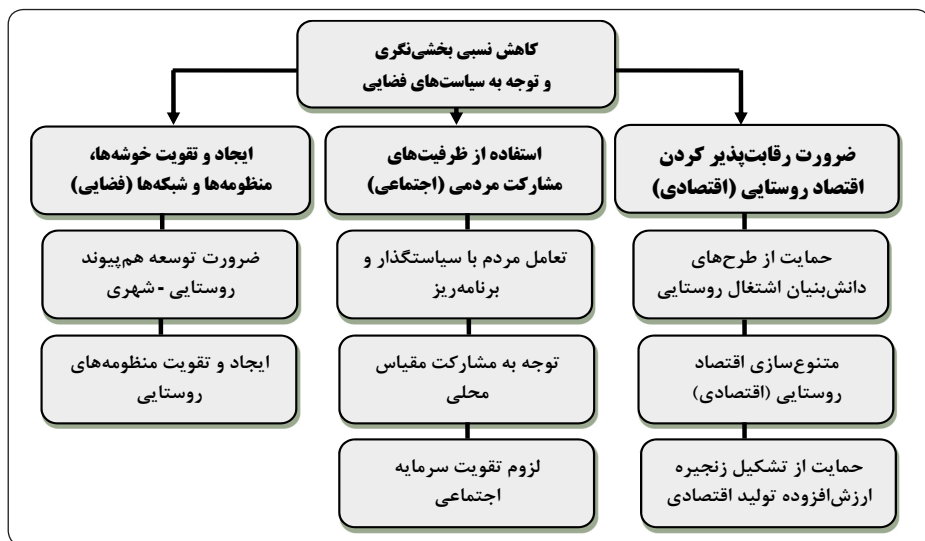 کاهش نسبی بخشی‌نگری
و توجه به سیاست‌های فضایی
ضرورت رقابت‌پذیر کردن
اقتصاد روستایی (اقتصادی)
حمایت از طرح‌های
دانش‌بنیان اشتغال روستایی
متنوع‌سازی اقتصاد
روستایی (اقتصادی)
حمایت از تشکیل زنجیره
ارزش‌افزوده تولید اقتصادی
استفاده از ظرفیت‌های
مشارکت مردمی (اجتماعی)
تعامل مردم با سیاستگذار و
برنامه‌ریز
توجه به مشارکت مقیاس
محلی
لزوم تقویت سرمایه
اجتماعی
ایجاد و تقویت خوشه‌ها،
منظومه‌ها و شبکه‌ها (فضایی)
ضرورت توسعه هم‌پیوند
روستایی - شهری
ایجاد و تقویت منظومه‌های
روستایی